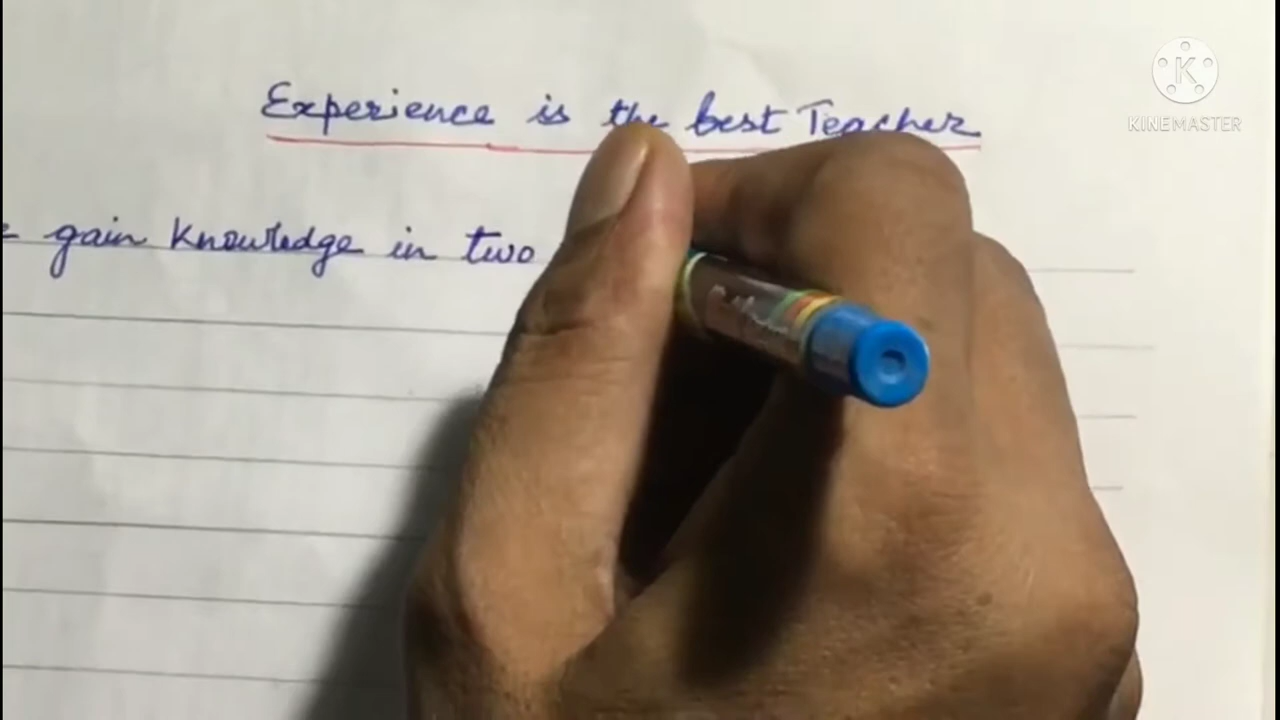 Experience is the best Teacher
gain Knowledge in two
KINEMASTER